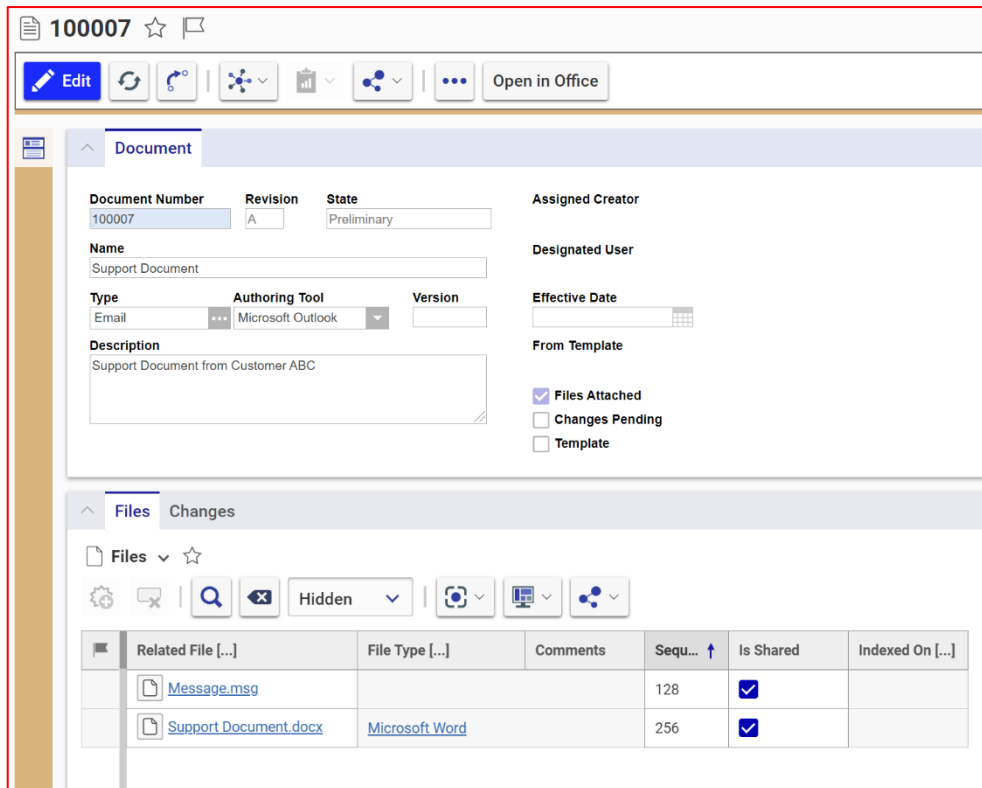 100007
Edit
Open in Office
Document
Document Number Revision State Assigned Creator
100007 A Preliminary
Name Designated User
Support Document
Type Authoring Tool Version Effective Date
Email ... Microsoft Outlook
Description From Template
Support Document from Customer ABC
Files Attached
Changes Pending
Template
Files Changes
Files
Hidden
Related File [...] File Type [...] Comments Sequ... Is Shared Indexed On [...]
Message.msg 128
Support Document.docx Microsoft Word 256